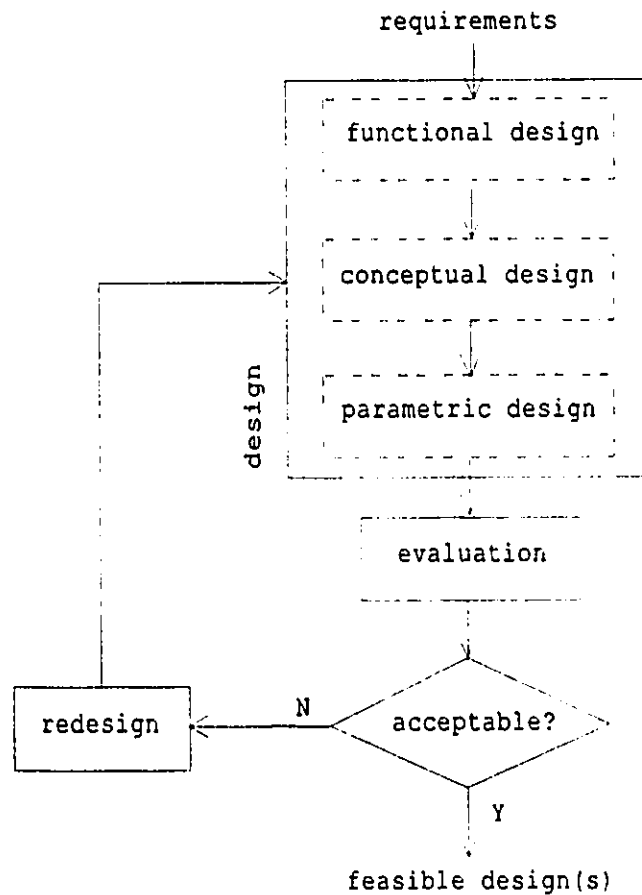 requirements
functional design
conceptual design
parametric design
design
evaluation
acceptable?
N
redesign
Y
feasible design(s)